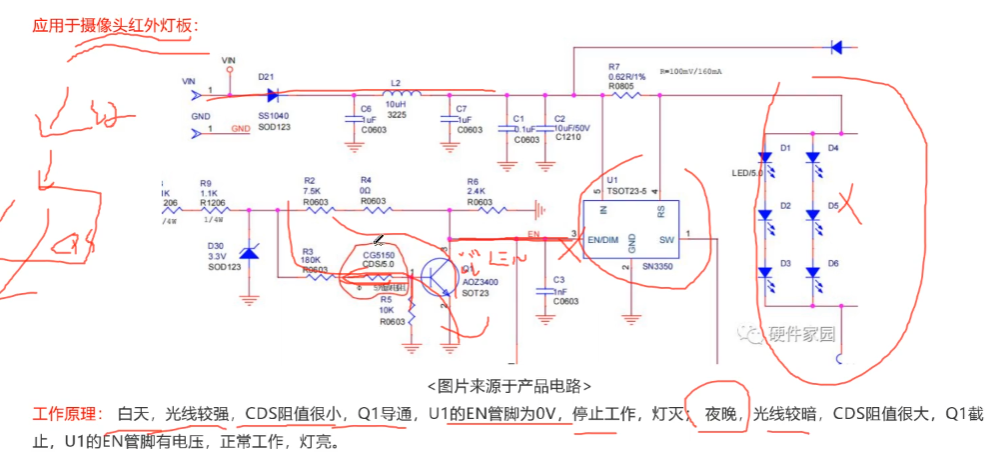 应用于摄像头红外灯板：
VIN
VIN
1
D21
SS1040
SOD123
L2
10uH
3225
R7
0.62R/1%
R0805
R=100mV/160mA
GND
1
GND
C6
1uF
C0603
C7
1uF
C0603
C1
0.1uF
C0603
C2
10uF/50V
C1210
D1
D4
LED/5.0
D2
D5
D3
D6
1K
206
/4W
R9
1.1K
R1206
1/4W
R2
7.5K
R0603
R4
0Ω
R0603
R6
2.4K
R0603
U1
TSOT23-5
5
4
IN
RS
EN
3
EN/DIM
GND
SW
1
2
SN3350
D30
3.3V
SOD123
R3
180K
R0603
CG5150
CDS/5.0
1
3
Q1
AOZ3400
SOT23
2
EN
C3
1nF
C0603
R5
10K
R0603
硬件家园
<图片来源于产品电路>
工作原理： 白天，光线较强，CDS阻值很小，Q1导通，U1的EN管脚为0V，停止工作，灯灭；夜晚，光线较暗，CDS阻值很大，Q1截
止，U1的EN管脚有电压，正常工作，灯亮。